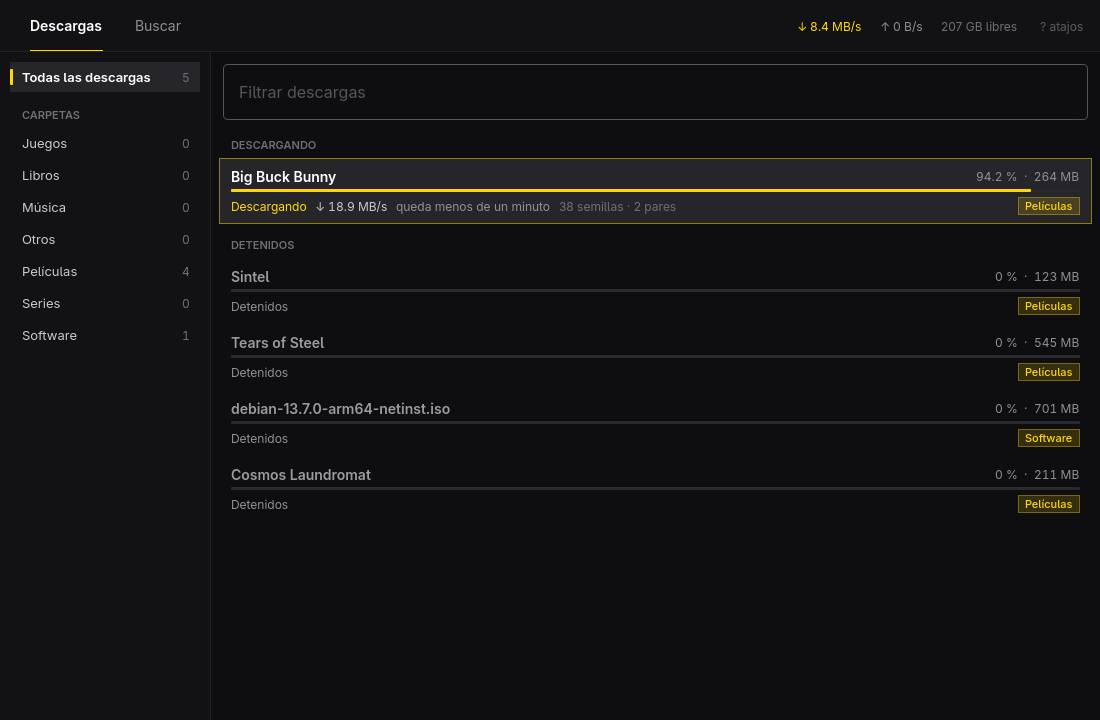 Descargas Buscar ↓ 8.4 MB/s ↑ 0 B/s 207 GB libres ? atajos
Todas las descargas 5
CARPETAS
Juegos 0
Libros 0
Música 0
Otros 0
Películas 4
Series 0
Software 1
Filtrar descargas
DESCARGANDO
Big Buck Bunny 94.2 % · 264 MB
Descargando ↓ 18.9 MB/s queda menos de un minuto 38 semillas · 2 pares Películas
DETENIDOS
Sintel 0 % · 123 MB
Detenidos Películas
Tears of Steel 0 % · 545 MB
Detenidos Películas
debian-13.7.0-arm64-netinst.iso 0 % · 701 MB
Detenidos Software
Cosmos Laundromat 0 % · 211 MB
Detenidos Películas